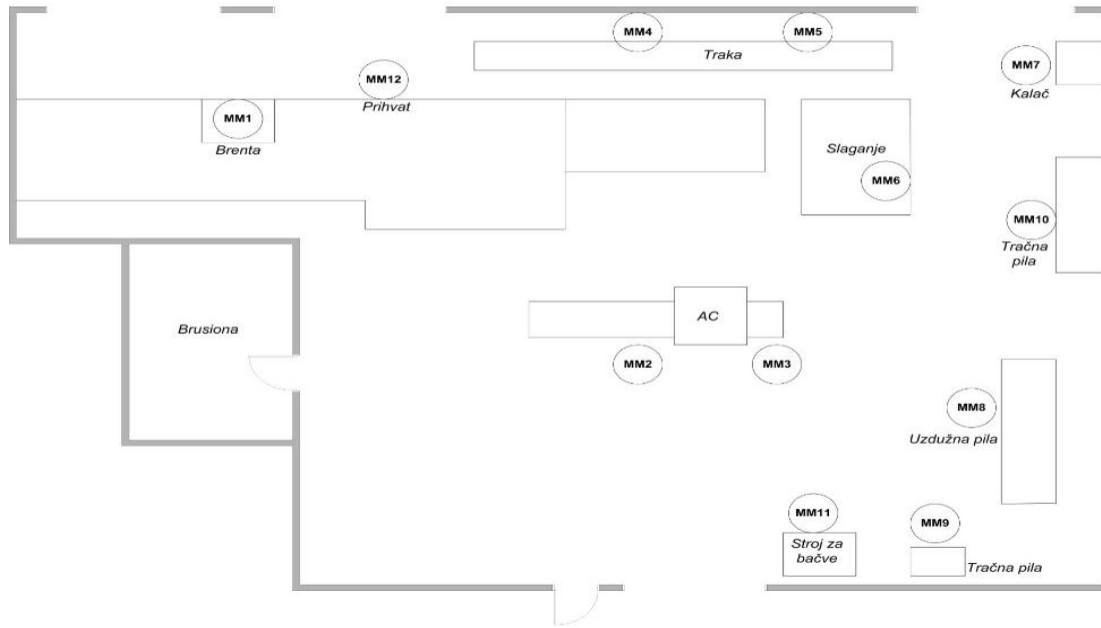 MM4
MM5
Traka
MM7
Kalač
MM12
Prihvat
MM1
Brenta
Slaganje
MM6
MM10
Tračna
pila
Brusiona
AC
MM2
MM3
MM8
Uzdužna pila
MM11
Stroj za
bačve
MM9
Tračna pila